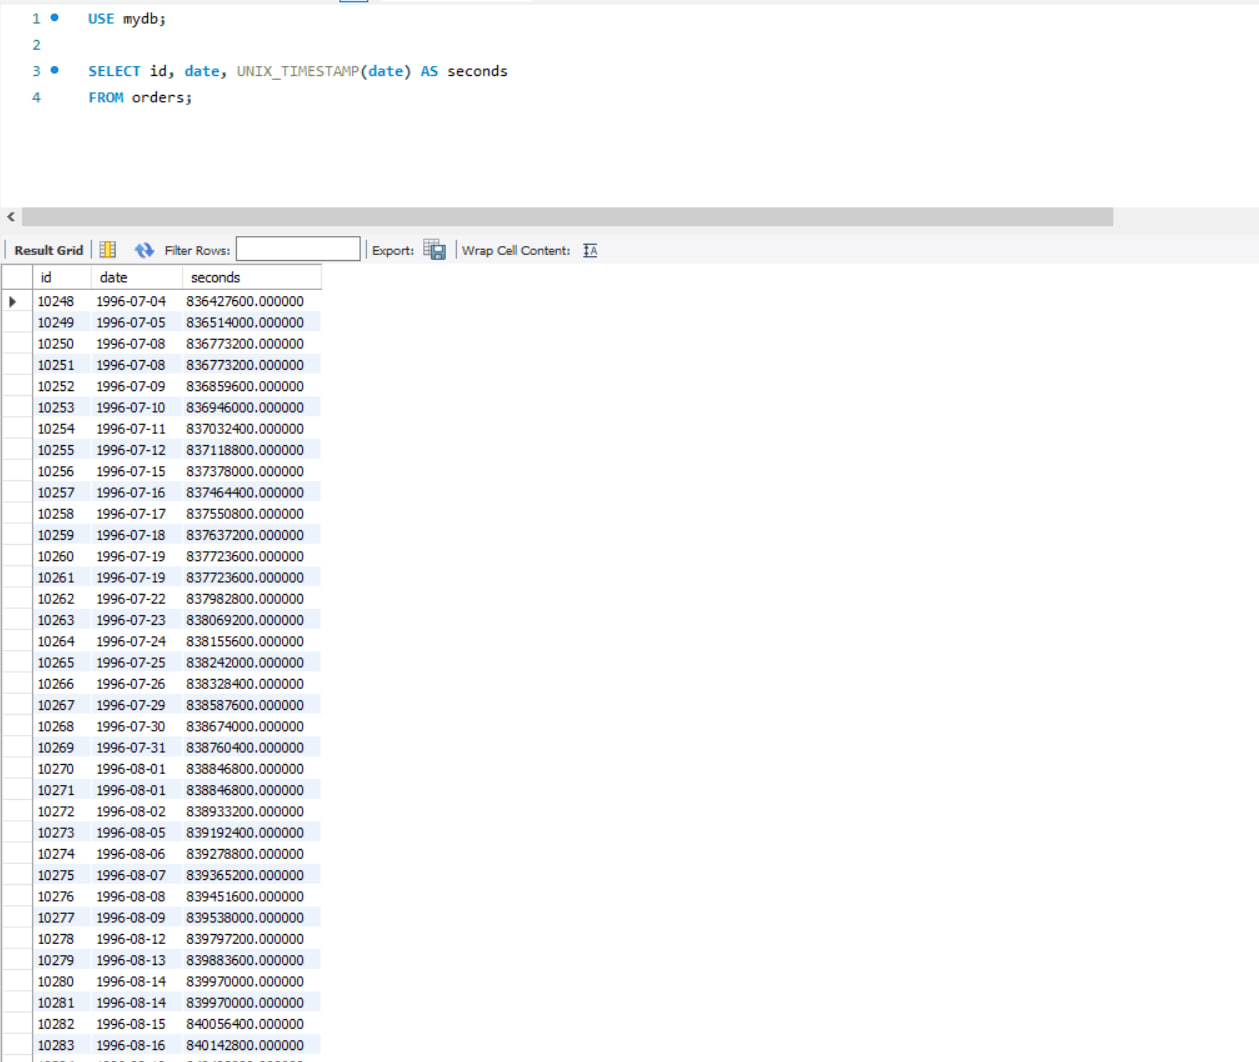 1 USE mydb;
2
3 SELECT id, date, UNIX_TIMESTAMP(date) AS seconds
4 FROM orders;
Result Grid Filter Rows: Export: Wrap Cell Content:
id date seconds
10248 1996-07-04 836427600.000000
10249 1996-07-05 836514000.000000
10250 1996-07-08 836773200.000000
10251 1996-07-08 836773200.000000
10252 1996-07-09 836859600.000000
10253 1996-07-10 836946000.000000
10254 1996-07-11 837032400.000000
10255 1996-07-12 837118800.000000
10256 1996-07-15 837378000.000000
10257 1996-07-16 837464400.000000
10258 1996-07-17 837550800.000000
10259 1996-07-18 837637200.000000
10260 1996-07-19 837723600.000000
10261 1996-07-19 837723600.000000
10262 1996-07-22 837982800.000000
10263 1996-07-23 838069200.000000
10264 1996-07-24 838155600.000000
10265 1996-07-25 838242000.000000
10266 1996-07-26 838328400.000000
10267 1996-07-29 838587600.000000
10268 1996-07-30 838674000.000000
10269 1996-07-31 838760400.000000
10270 1996-08-01 838846800.000000
10271 1996-08-01 838846800.000000
10272 1996-08-02 838933200.000000
10273 1996-08-05 839192400.000000
10274 1996-08-06 839278800.000000
10275 1996-08-07 839365200.000000
10276 1996-08-08 839451600.000000
10277 1996-08-09 839538000.000000
10278 1996-08-12 839797200.000000
10279 1996-08-13 839883600.000000
10280 1996-08-14 839970000.000000
10281 1996-08-14 839970000.000000
10282 1996-08-15 840056400.000000
10283 1996-08-16 840142800.000000